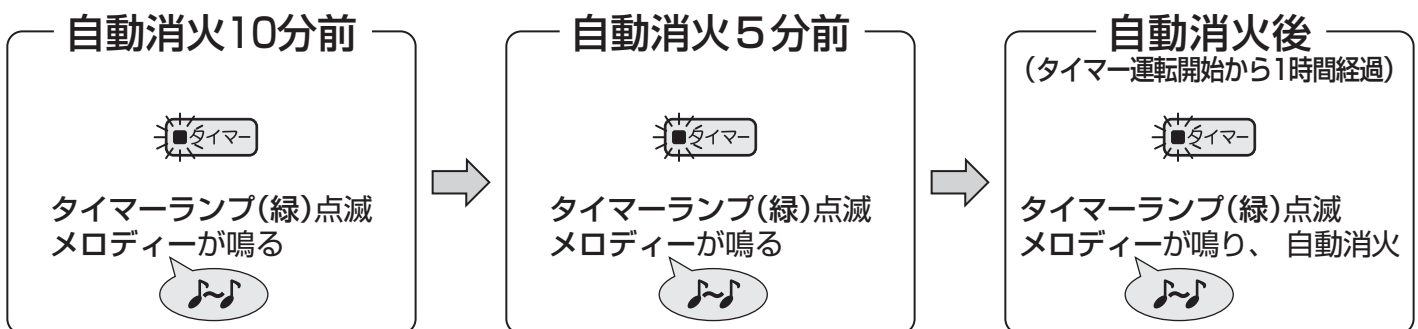 自動消火10分前
タイマー
タイマーランプ(緑)点滅
メロディーが鳴る
自動消火5分前
タイマー
タイマーランプ(緑)点滅
メロディーが鳴る
自動消火後
(タイマー運転開始から1時間経過)
タイマー
タイマーランプ(緑)点滅
メロディーが鳴り、 自動消火